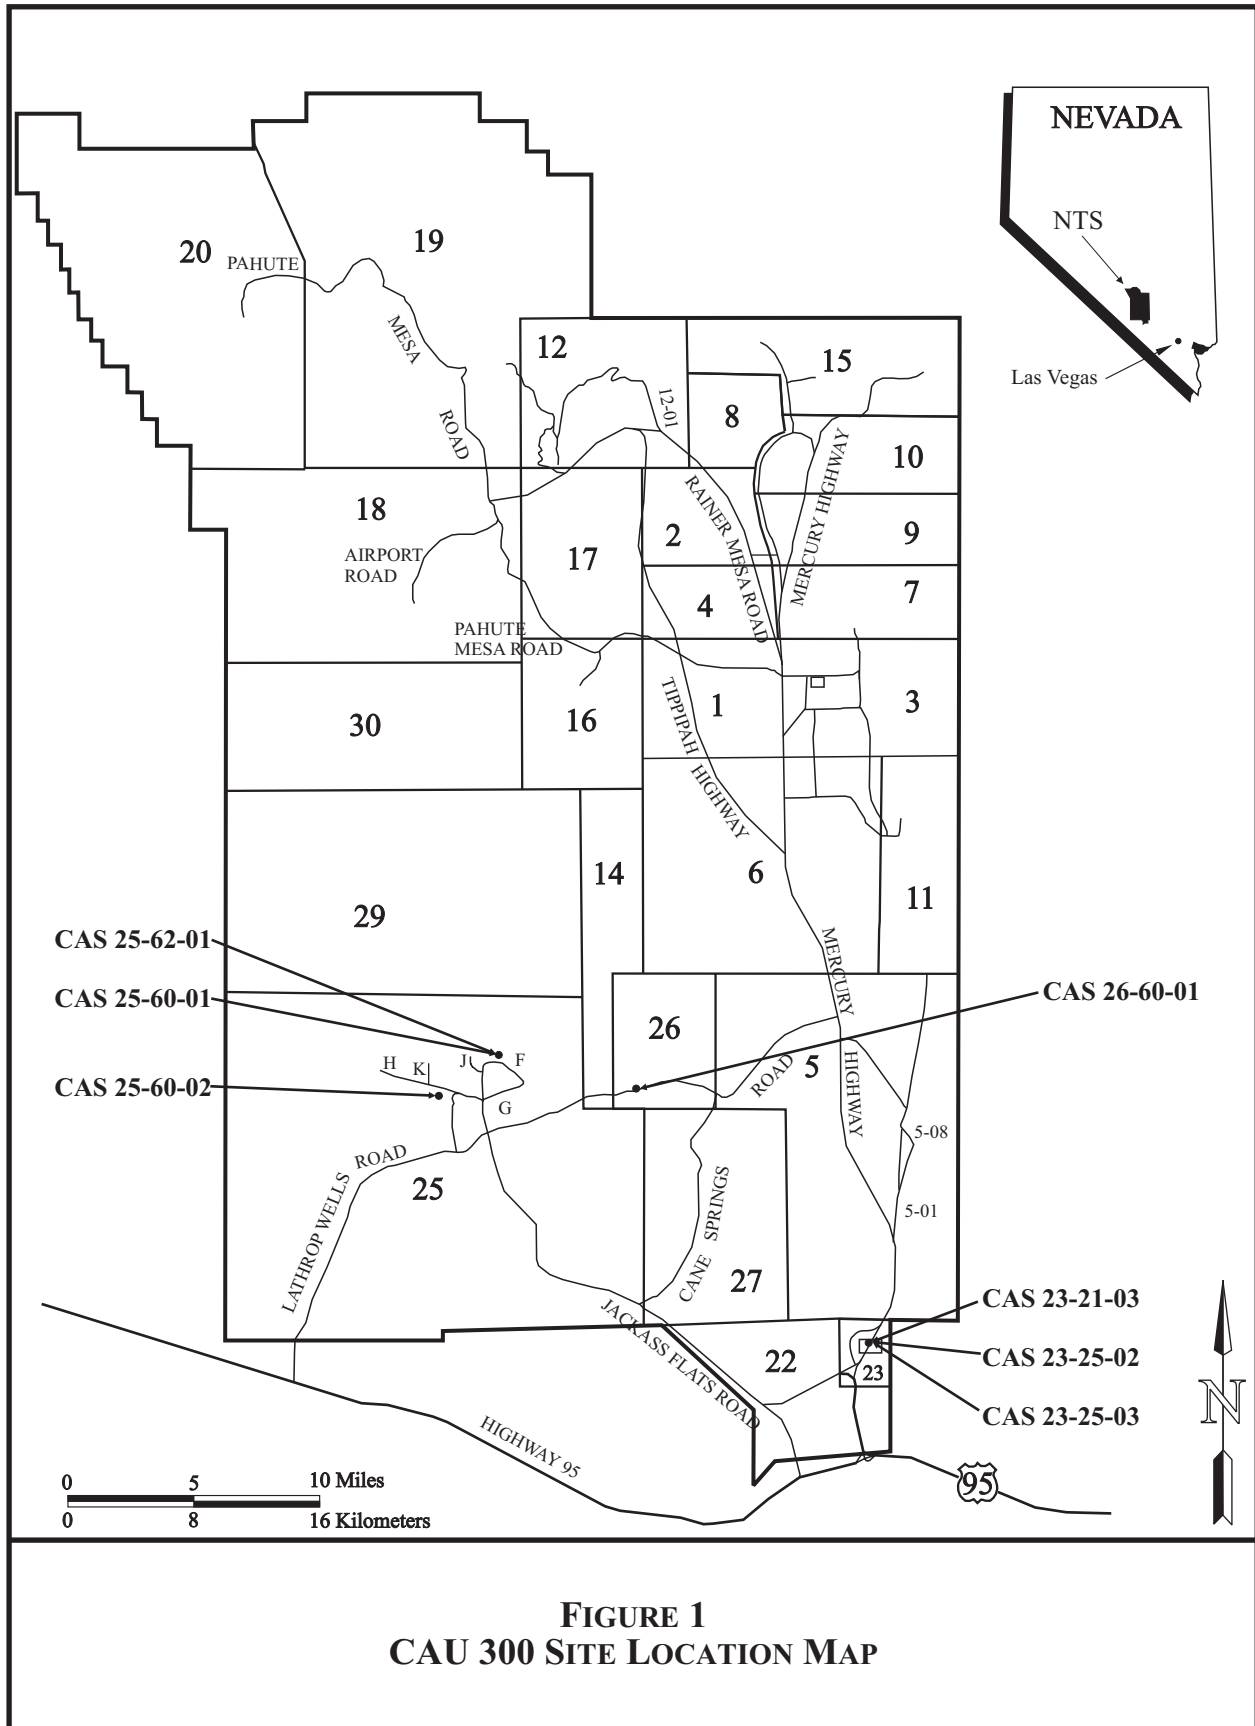 NEVADA
NTS
Las Vegas
20
19
PAHUTE
MESA
ROAD
12
12-01
15
8
10
MERCURY HIGHWAY
RAINER MESA ROAD
18
AIRPORT
ROAD
17
2
9
4
7
PAHUTE
MESA ROAD
30
16
TIPPIPAH HIGHWAY
1
3
29
14
6
11
MERCURY
HIGHWAY
CAS 25-62-01
CAS 25-60-01
CAS 25-60-02
CAS 26-60-01
26
ROAD
5
H
K
J
F
G
5-08
5-01
LATHROP WELLS ROAD
25
CANE SPRINGS
27
JACKASS FLATS ROAD
22
23
CAS 23-21-03
CAS 23-25-02
CAS 23-25-03
HIGHWAY 95
95
N
0 5 10 Miles
0 8 16 Kilometers
FIGURE 1
CAU 300 SITE LOCATION MAP